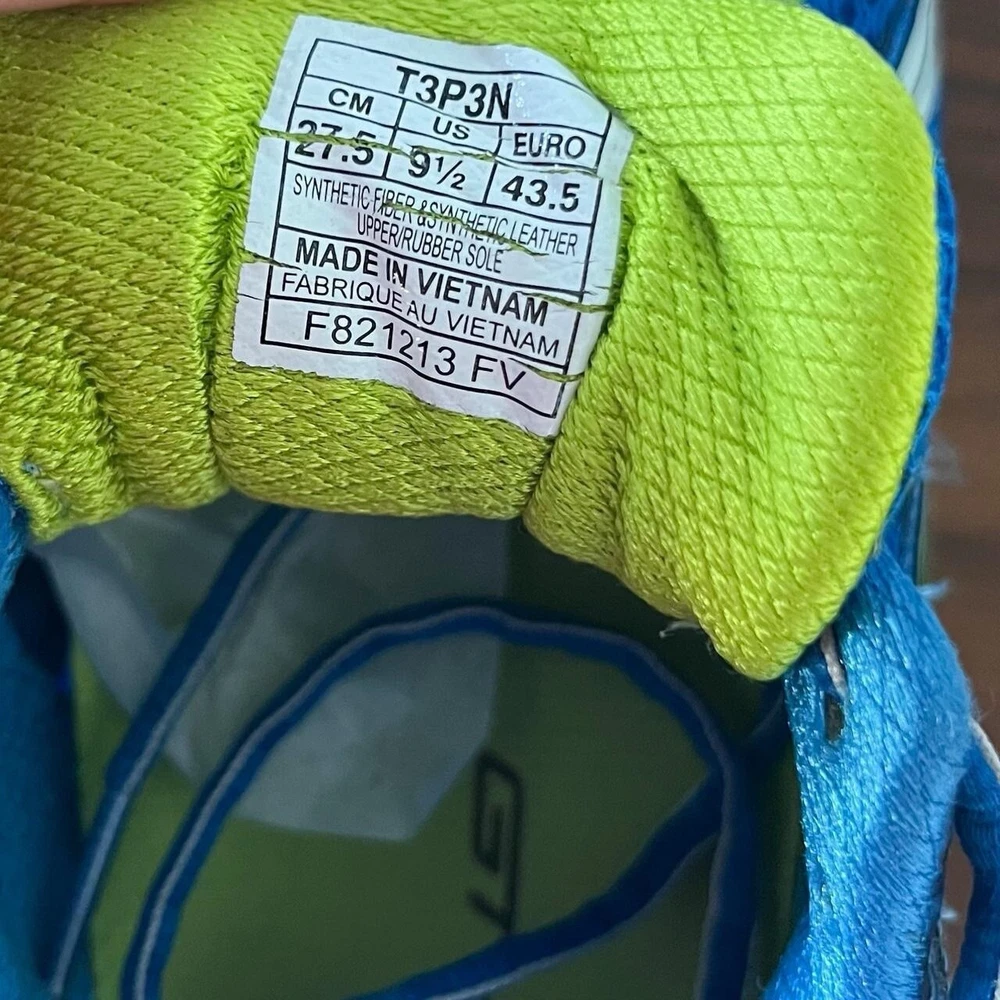 T3P3N
CM US EURO
27.5 9½ 43.5
SYNTHETIC FIBER &SYNTHETIC LEATHER
UPPER/RUBBER SOLE
MADE IN VIETNAM
FABRIQUE AU VIETNAM
F821213 FV
GT